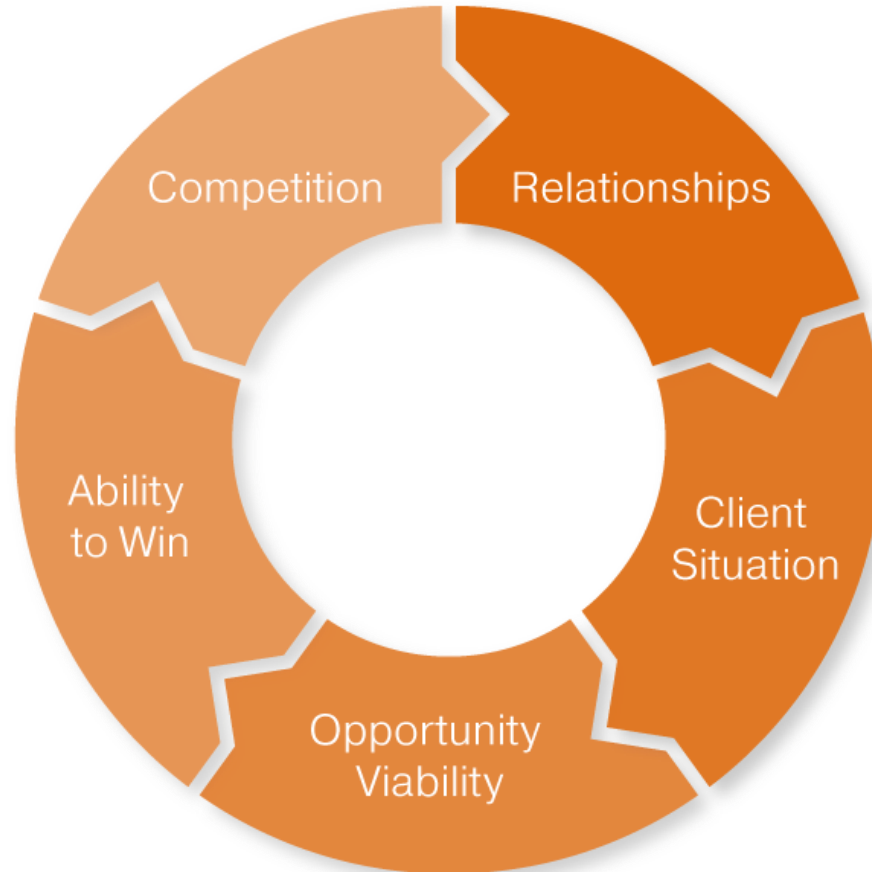 Competition
Relationships
Ability
to Win
Client
Situation
Opportunity
Viability